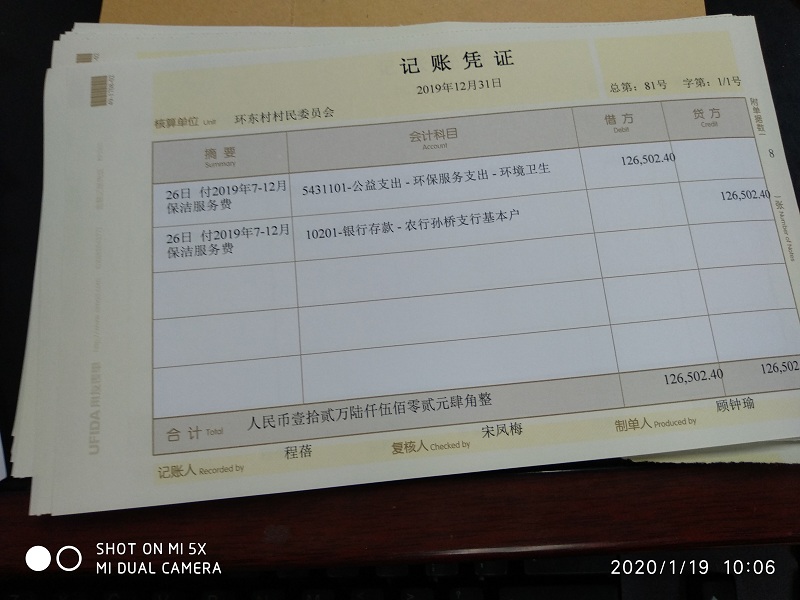 记账凭证
2019年12月31日
总第：81号 字第：1/1号
核算单位 Unit 环东村村民委员会
附单据数 8 张 Number of Notes
摘要 会计科目 借方 贷方
Summary Account Debit Credit
26日 付2019年7-12月保洁服务费 5431101-公益支出-环保服务支出-环境卫生 126,502.40
26日 付2019年7-12月保洁服务费 10201-银行存款-农行孙桥支行基本户 126,502.40
合计 Total 人民币壹拾贰万陆仟伍佰零贰元肆角整 126,502.40 126,502
记账人 Recorded by 程蓓 复核人 Checked by 宋凤梅 制单人 Produced by 顾钟瑜
UFIDA
SHOT ON MI 5X
MI DUAL CAMERA
2020/1/19 10:06